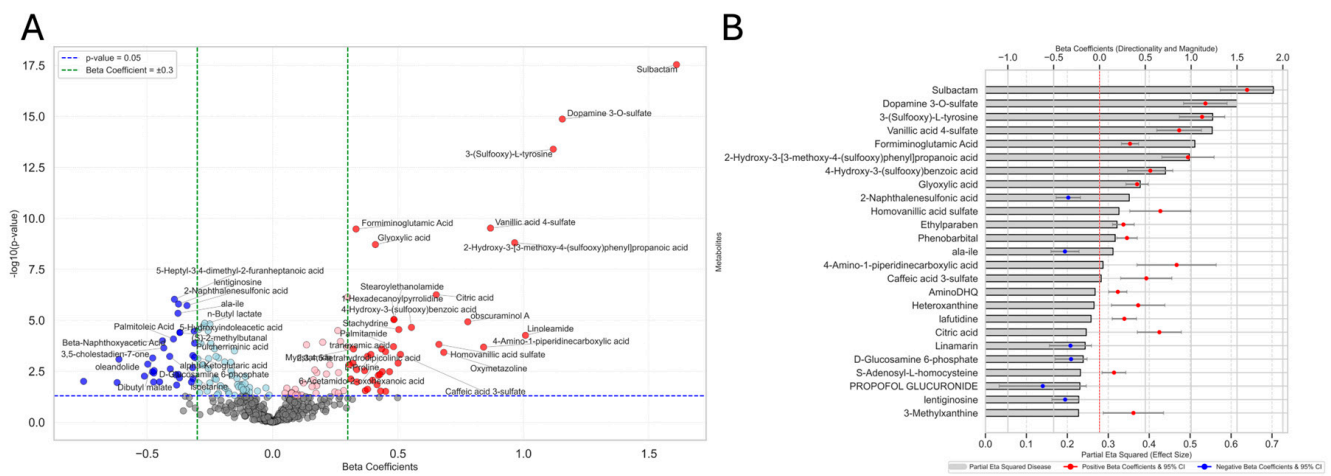 A
p-value = 0.05
Beta Coefficient = ±0.3
-log10(p-value)
17.5
15.0
12.5
10.0
7.5
5.0
2.5
0.0
Sulbactam
Dopamine 3-O-sulfate
3-(Sulfooxy)-L-tyrosine
Formiminoglutamic Acid
Vanillic acid 4-sulfate
Glyoxylic acid
2-Hydroxy-3-[3-methoxy-4-(sulfooxy)phenyl]propanoic acid
5-Heptyl-3,4-dimethyl-2-furanheptanoic acid
lentiginosine
2-Naphthalenesulfonic acid
ala-ile
n-Butyl lactate
Stearoylethanolamide
1-Hexadecanoylpyrrolidine
Citric acid
4-Hydroxy-3-(sulfooxy)benzoic acid
obscuraminol A
Palmitoleic Acid
5-Hydroxyindoleacetic acid
Stachydrine
Linoleamide
Beta-Naphthoxyacetic Acid
(S)-2-methylbutanal
Palmitamide
4-Amino-1-piperidinecarboxylic acid
3,5-cholestadien-7-one
Pulcherriminic acid
tranexamic acid
Homovanillic acid sulfate
oleandolide
alpha-Ketoglutaric acid
Oxymetazoline
D-Glucosamine 6-phosphate
6-Acetamido-2-oxohexanoic acid
Dibutyl malate
Isoetarine
Caffeic acid 3-sulfate
−0.5
0.0
0.5
1.0
1.5
Beta Coefficients
B
Beta Coefficients (Directionality and Magnitude)
−1.0
−0.5
0.0
0.5
1.0
1.5
2.0
Metabolites
Sulbactam
Dopamine 3-O-sulfate
3-(Sulfooxy)-L-tyrosine
Vanillic acid 4-sulfate
Formiminoglutamic Acid
2-Hydroxy-3-[3-methoxy-4-(sulfooxy)phenyl]propanoic acid
4-Hydroxy-3-(sulfooxy)benzoic acid
Glyoxylic acid
2-Naphthalenesulfonic acid
Homovanillic acid sulfate
Ethylparaben
Phenobarbital
ala-ile
4-Amino-1-piperidinecarboxylic acid
Caffeic acid 3-sulfate
AminoDHQ
Heteroxanthine
lafutidine
Citric acid
Linamarin
D-Glucosamine 6-phosphate
S-Adenosyl-L-homocysteine
PROPOFOL GLUCURONIDE
lentiginosine
3-Methylxanthine
0.0
0.1
0.2
0.3
0.4
0.5
0.6
0.7
Partial Eta Squared (Effect Size)
Partial Eta Squared Disease
Positive Beta Coefficients & 95% CI
Negative Beta Coefficients & 95% CI